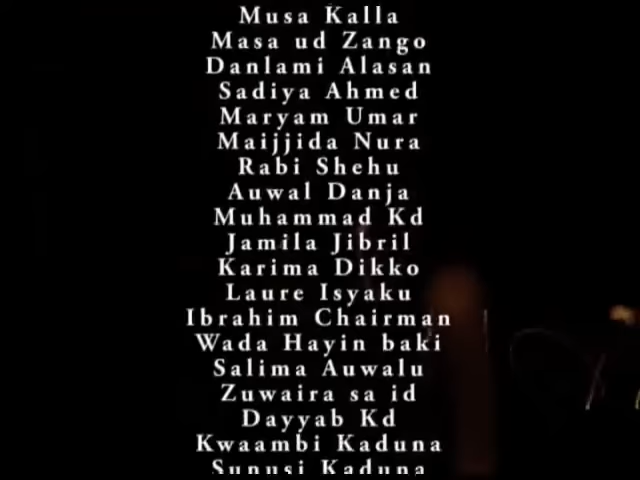 Musa Kalla
Masa ud Zango
Danlami Alasan
Sadiya Ahmed
Maryam Umar
Maijjida Nura
Rabi Shehu
Auwal Danja
Muhammad Kd
Jamila Jibril
Karima Dikko
Laure Isyaku
Ibrahim Chairman
Wada Hayin baki
Salima Auwalu
Zuwaira sa id
Dayyab Kd
Kwaambi Kaduna
Sunusi Kaduna